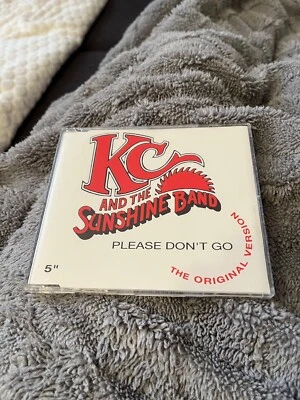 KC
AND THE
SUNSHINE BAND
PLEASE DON'T GO
THE ORIGINAL VERSION
5"